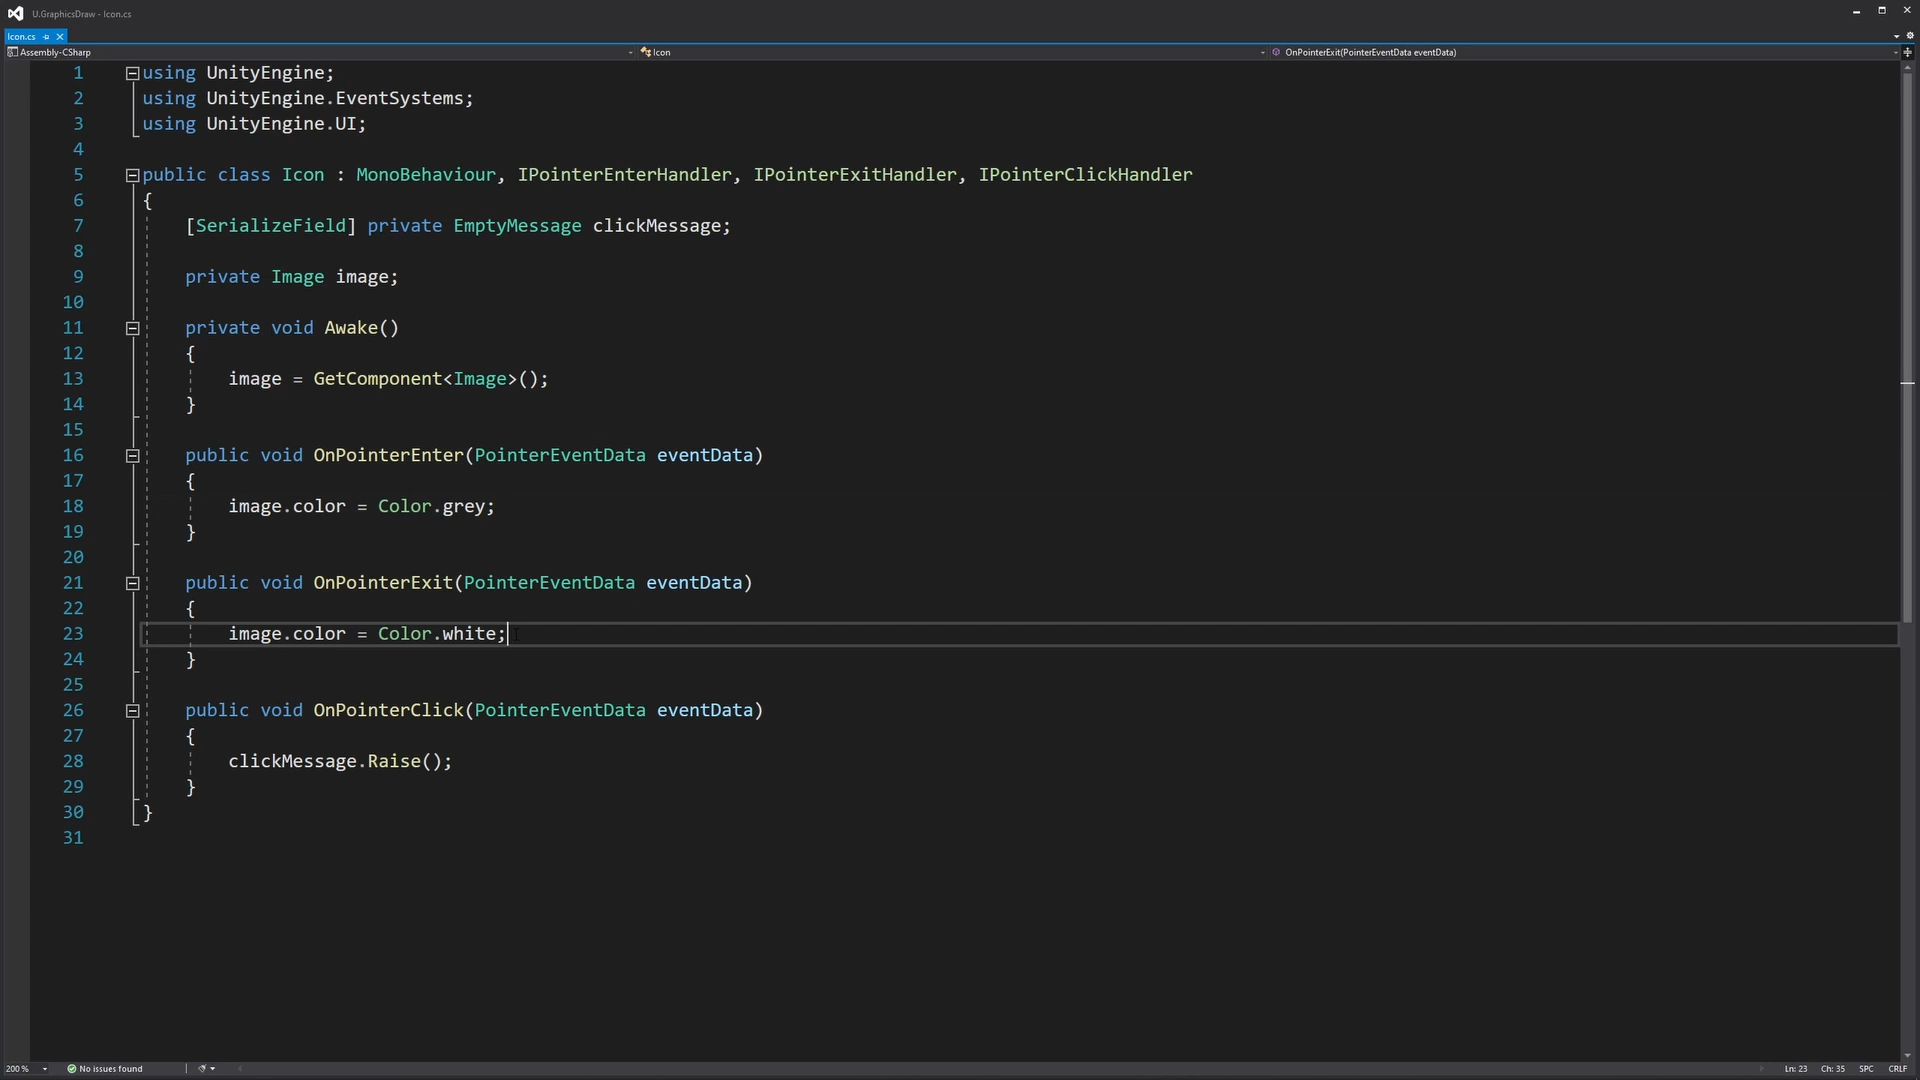 U.GraphicsDraw - Icon.cs
Icon.cs
Assembly-CSharp
Icon
OnPointerExit(PointerEventData eventData)
1 using UnityEngine;
2 using UnityEngine.EventSystems;
3 using UnityEngine.UI;
4
5 public class Icon : MonoBehaviour, IPointerEnterHandler, IPointerExitHandler, IPointerClickHandler
6 {
7 [SerializeField] private EmptyMessage clickMessage;
8
9 private Image image;
10
11 private void Awake()
12 {
13 image = GetComponent<Image>();
14 }
15
16 public void OnPointerEnter(PointerEventData eventData)
17 {
18 image.color = Color.grey;
19 }
20
21 public void OnPointerExit(PointerEventData eventData)
22 {
23 image.color = Color.white;
24 }
25
26 public void OnPointerClick(PointerEventData eventData)
27 {
28 clickMessage.Raise();
29 }
30 }
31
200 % No issues found Ln: 23 Ch: 35 SPC CRLF